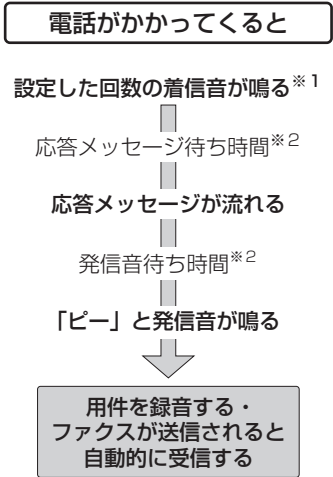 電話がかかってくると
設定した回数の着信音が鳴る※1
応答メッセージ待ち時間※2
応答メッセージが流れる
発信音待ち時間※2
「ピー」と発信音が鳴る
用件を録音する・
ファクスが送信されると
自動的に受信する